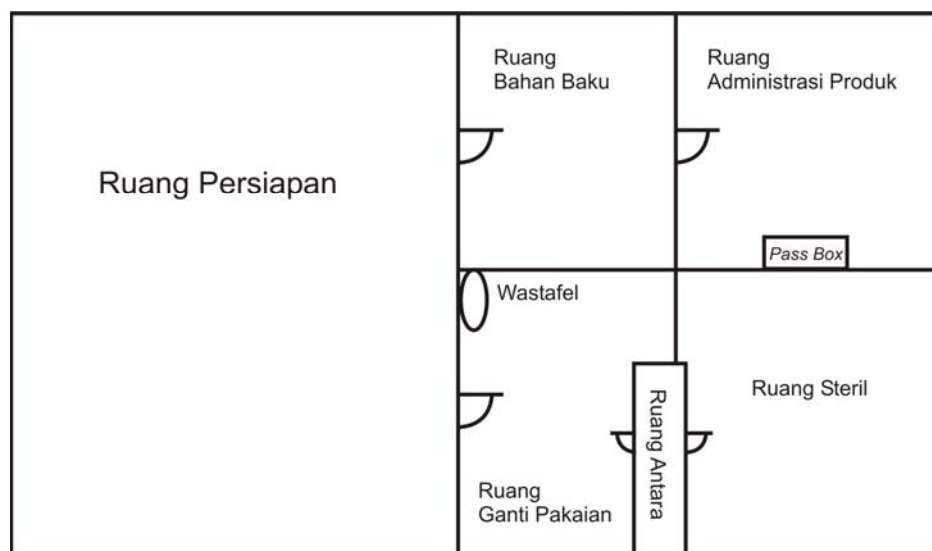 Ruang
Bahan Baku
Ruang
Administrasi Produk
Ruang Persiapan
Pass Box
Wastafel
Ruang Steril
Ruang Antara
Ruang
Ganti Pakaian